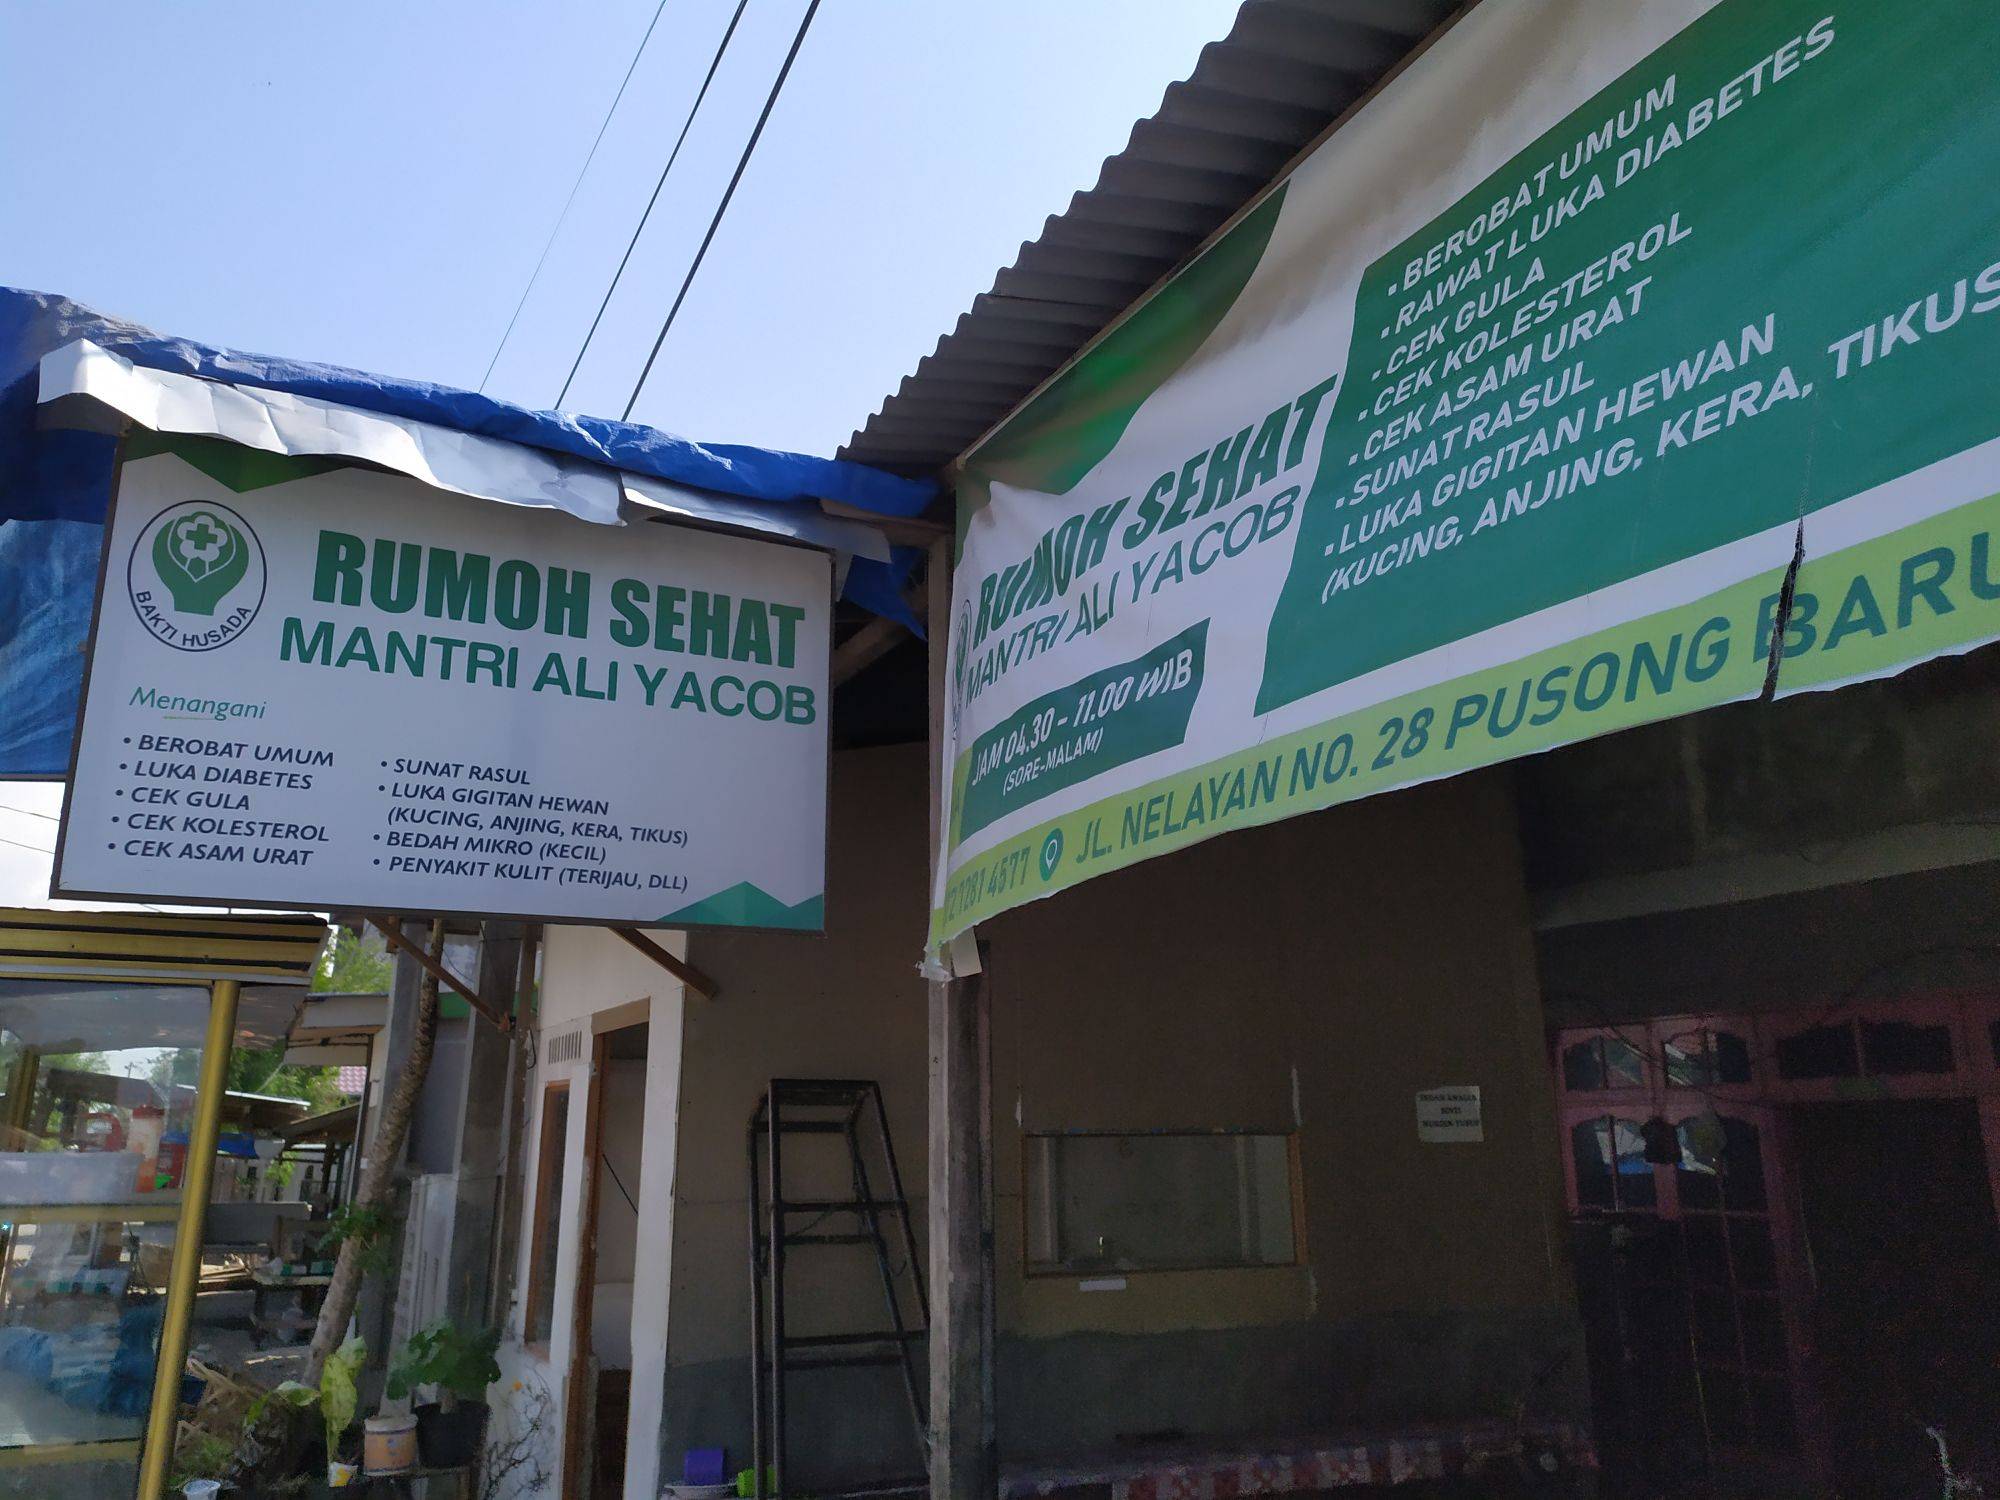 BAKTI HUSADA
RUMOH SEHAT
MANTRI ALI YACOB
Menangani
• BEROBAT UMUM
• LUKA DIABETES
• CEK GULA
• CEK KOLESTEROL
• CEK ASAM URAT
• SUNAT RASUL
• LUKA GIGITAN HEWAN
(KUCING, ANJING, KERA, TIKUS)
• BEDAH MIKRO (KECIL)
• PENYAKIT KULIT (TERIJAU, DLL)
RUMOH SEHAT
MANTRI ALI YACOB
JAM 04.30 - 11.00 WIB
(SORE-MALAM)
• BEROBAT UMUM
• RAWAT LUKA DIABETES
• CEK GULA
• CEK KOLESTEROL
• CEK ASAM URAT
• SUNAT RASUL
• LUKA GIGITAN HEWAN
(KUCING, ANJING, KERA, TIKUS
2 1281 4577 JL. NELAYAN NO. 28 PUSONG BARU